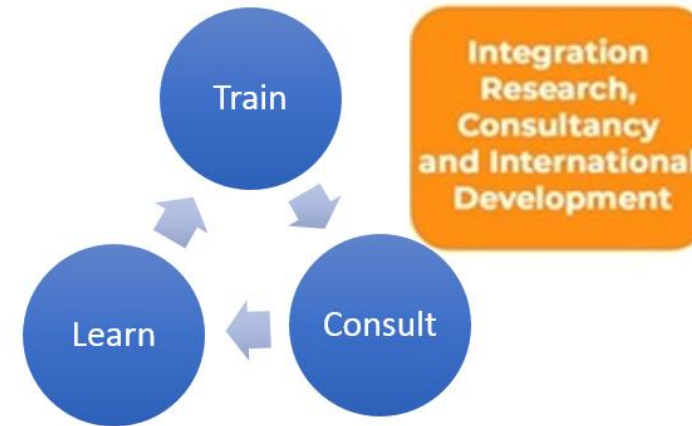 Train
Integration
Research,
Consultancy
and International
Development
Consult
Learn